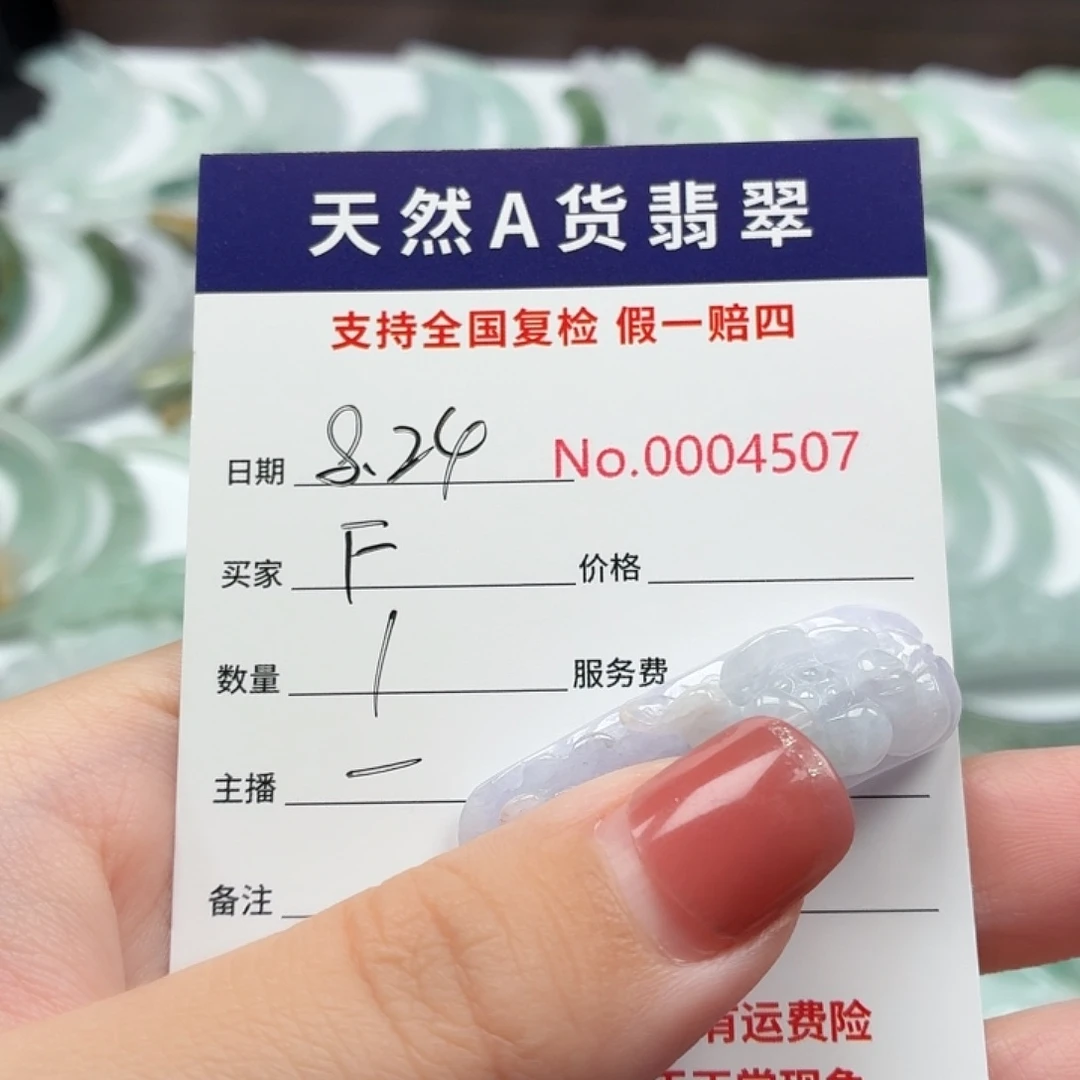 天然A货翡翠
支持全国复检 假一赔四
日期 8.24 No.0004507
买家 F 价格
数量 1 服务费
主播 一
备注
有运费险